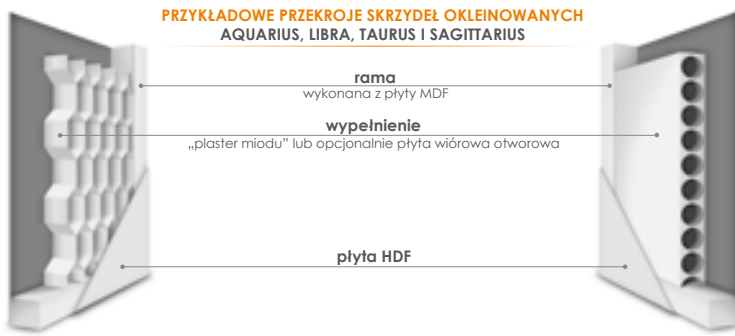 PRZYKŁADOWE PRZEKROJE SKRZYDEŁ OKLEINOWANYCH
AQUARIUS, LIBRA, TAURUS I SAGITTARIUS
rama
wykonana z płyty MDF
wypełnienie
„plaster miodu” lub opcjonalnie płyta wiórowa otworowa
płyta HDF